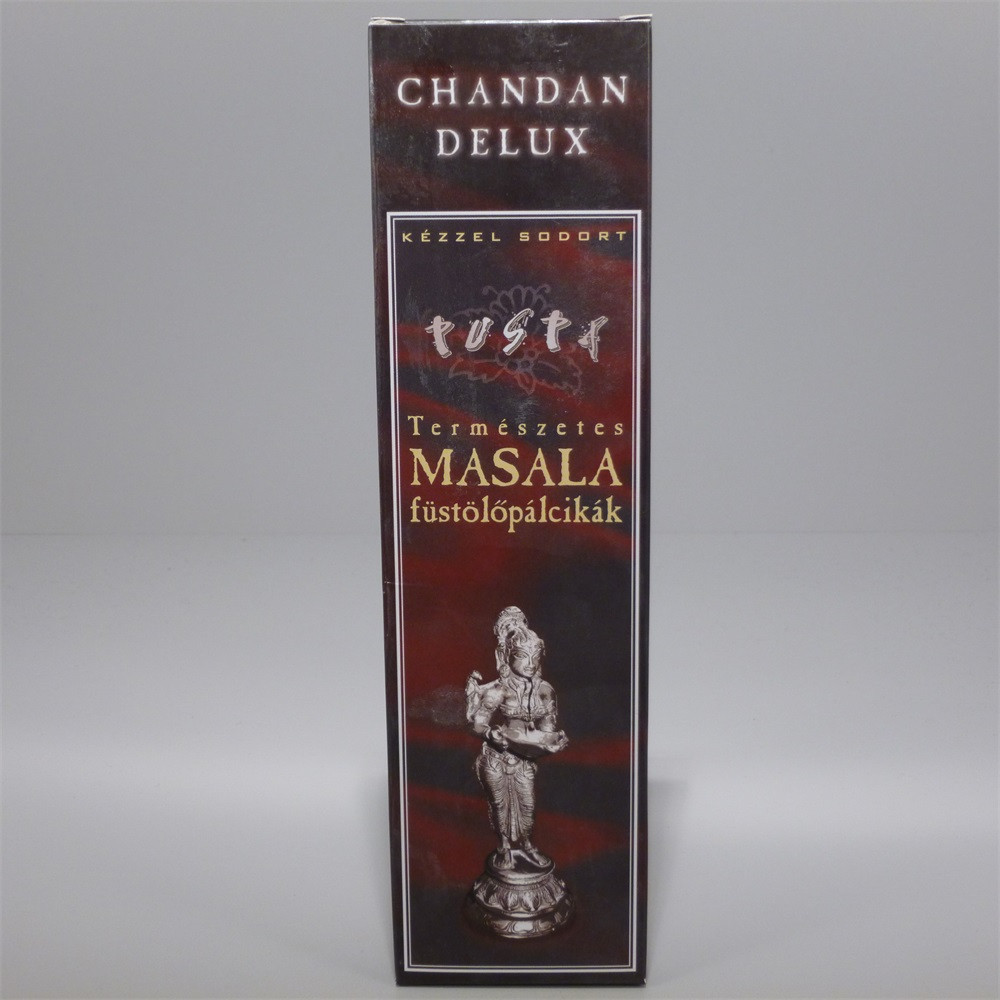 CHANDAN
DELUX
KÉZZEL SODORT
PUSPA
Természetes
MASALA
füstölőpálcikák